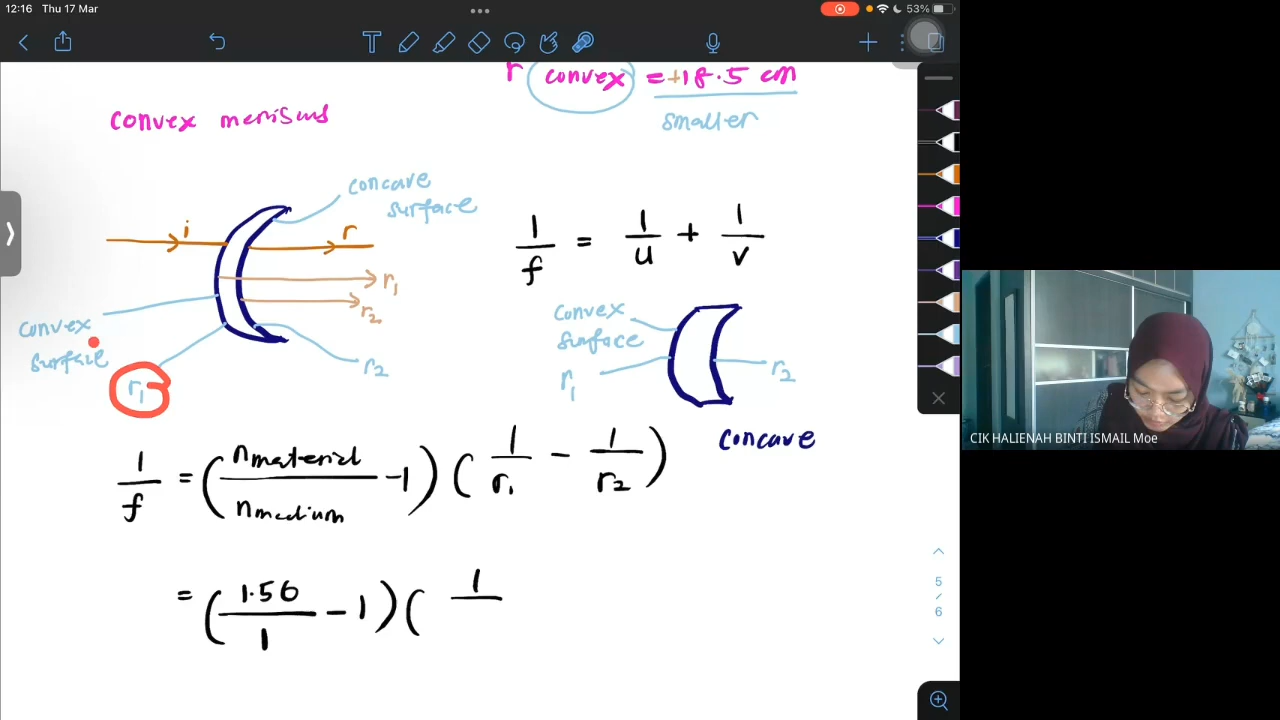 12:16 Thu 17 Mar
53%
r convex = +18.5 cm
smaller
convex meniscus
concave
surface
i
r
r₁
r₂
convex
surface
r₁
r₂
1/f = 1/u + 1/v
convex
surface
r₁
r₂
concave
1/f = (nmaterial/nmedium - 1)(1/r₁ - 1/r₂)
= (1.56/1 - 1)(1/
5
/
6
CIK HALIENAH BINTI ISMAIL Moe